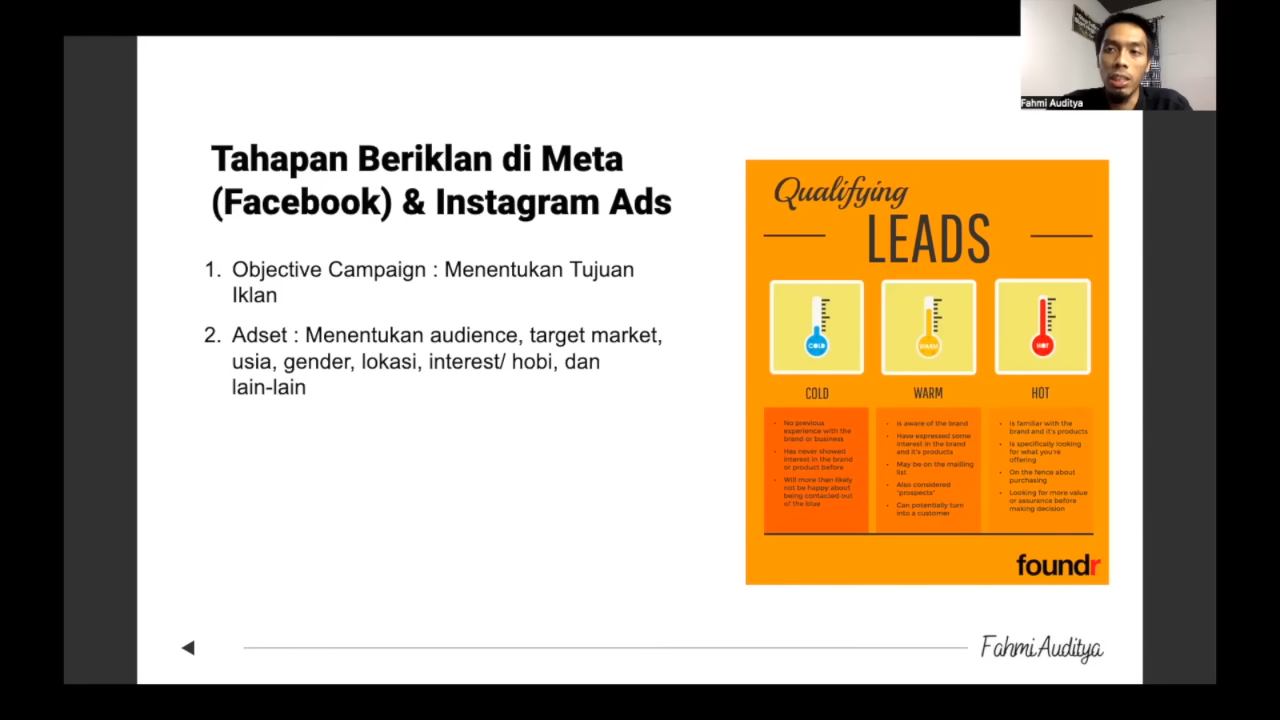 Fahmi Auditya
Tahapan Beriklan di Meta
(Facebook) & Instagram Ads
1. Objective Campaign : Menentukan Tujuan
Iklan
2. Adset : Menentukan audience, target market,
usia, gender, lokasi, interest/ hobi, dan
lain-lain
Qualifying
LEADS
COLD
WARM
HOT
COLD
WARM
HOT
• No previous
experience with the
brand or business
• Has never showed
interest in the brand
or product before
• Will more than likely
not be happy about
being contacted out
of the blue
• Is aware of the brand
• Have expressed some
interest in the brand
and it's products
• May be on the mailing
list
• Also considered
"prospects"
• Can potentially turn
into a customer
• Is familiar with the
brand and it's products
• Is specifically looking
for what you're
offering
• On the fence about
purchasing
• Looking for more value
or assurance before
making decision
foundr
Fahmi Auditya